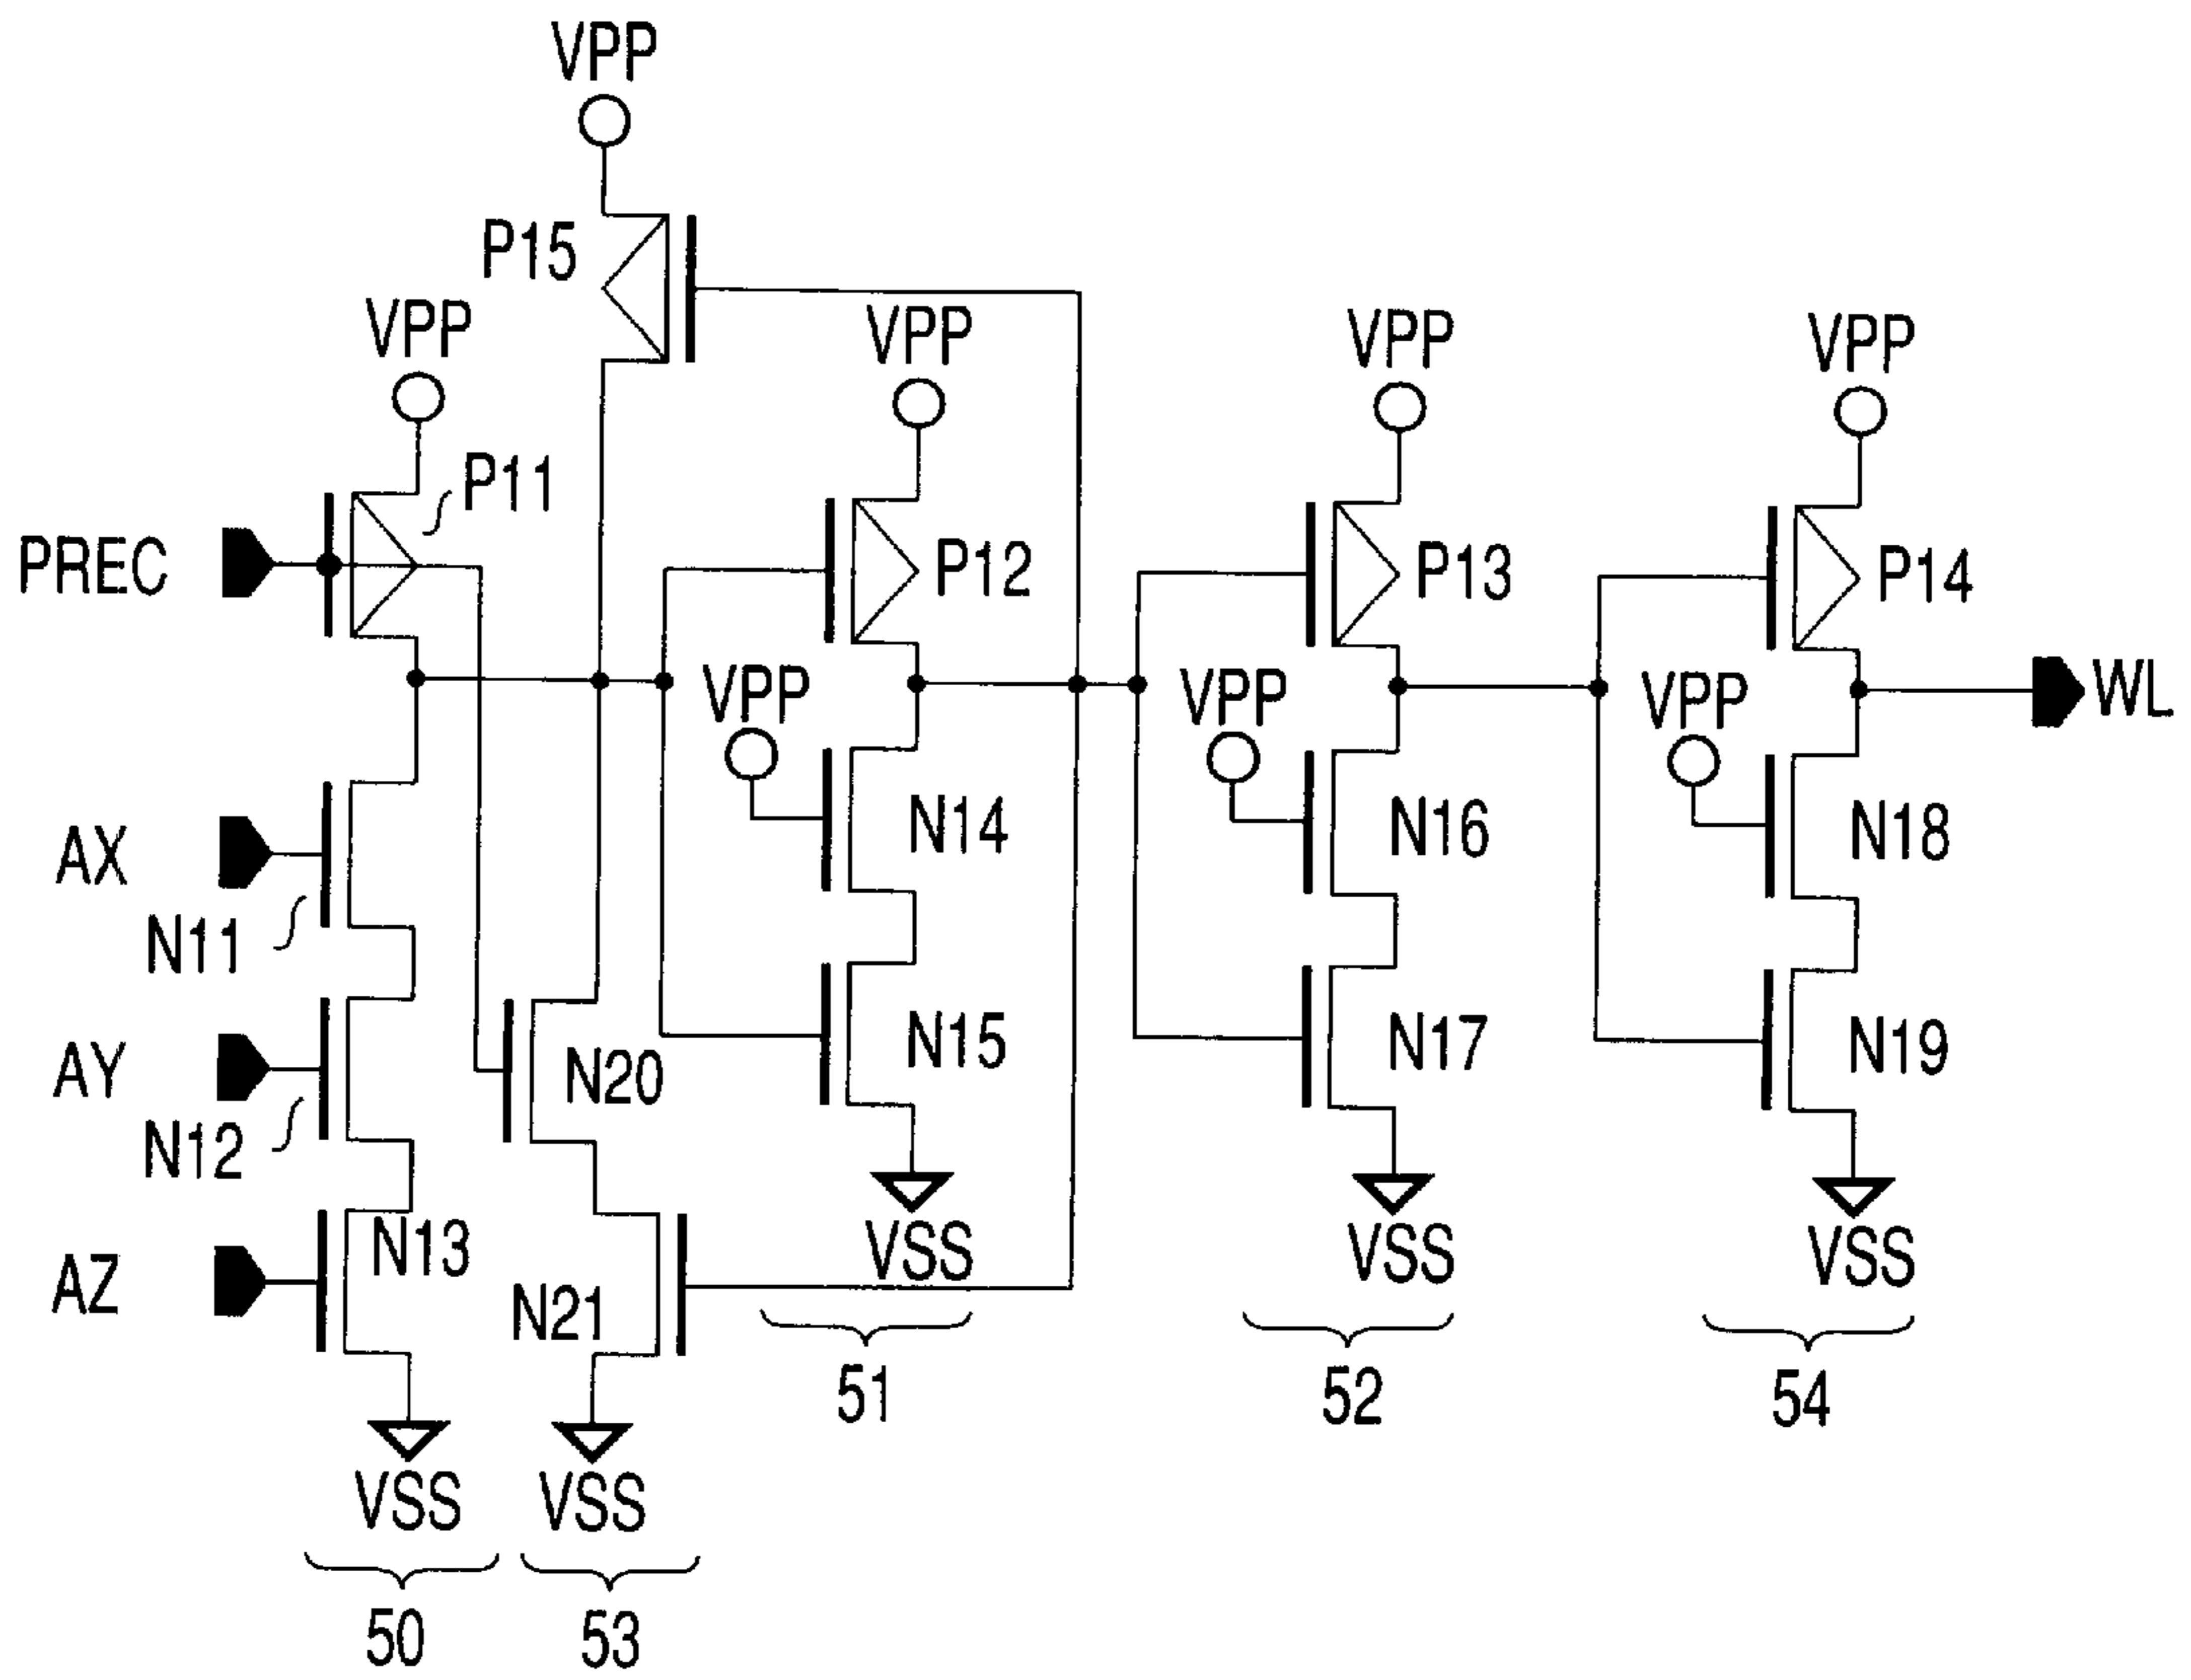 VPP
P15
VPP
VPP
VPP
VPP
P11
PREC
P12
P13
P14
VPP
VPP
VPP
WL
AX
N11
N14
N16
N18
AY
N12
N20
N15
N17
N19
AZ
N13
N21
VSS
VSS
VSS
51
52
54
VSS
VSS
50
53